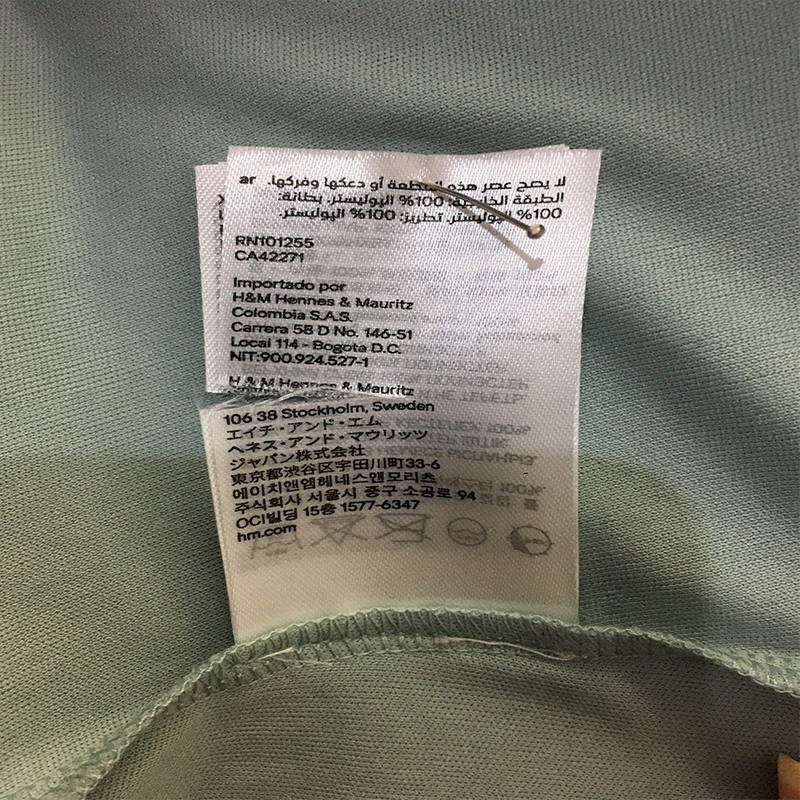 ar لا يصح عصر هذه القطعة أو دعكها وفركها.
الطبقة الخارجية: 100% البوليستر. بطانة:
100% البوليستر. تطريز: 100% البوليستر.
RN101255
CA42271
Importado por
H&M Hennes & Mauritz
Colombia S.A.S.
Carrera 58 D No. 146-51
Local 114 - Bogota D.C.
NIT:900.924.527-1
H & M Hennes & Mauritz
106 38 Stockholm, Sweden
エイチ・アンド・エム
ヘネス・アンド・マウリッツ
ジャパン株式会社
東京都渋谷区宇田川町33-6
에이치앤엠헤네스앤모리츠
주식회사 서울시 중구 소공로 94
OCI빌딩 15층 1577-6347
hm.com